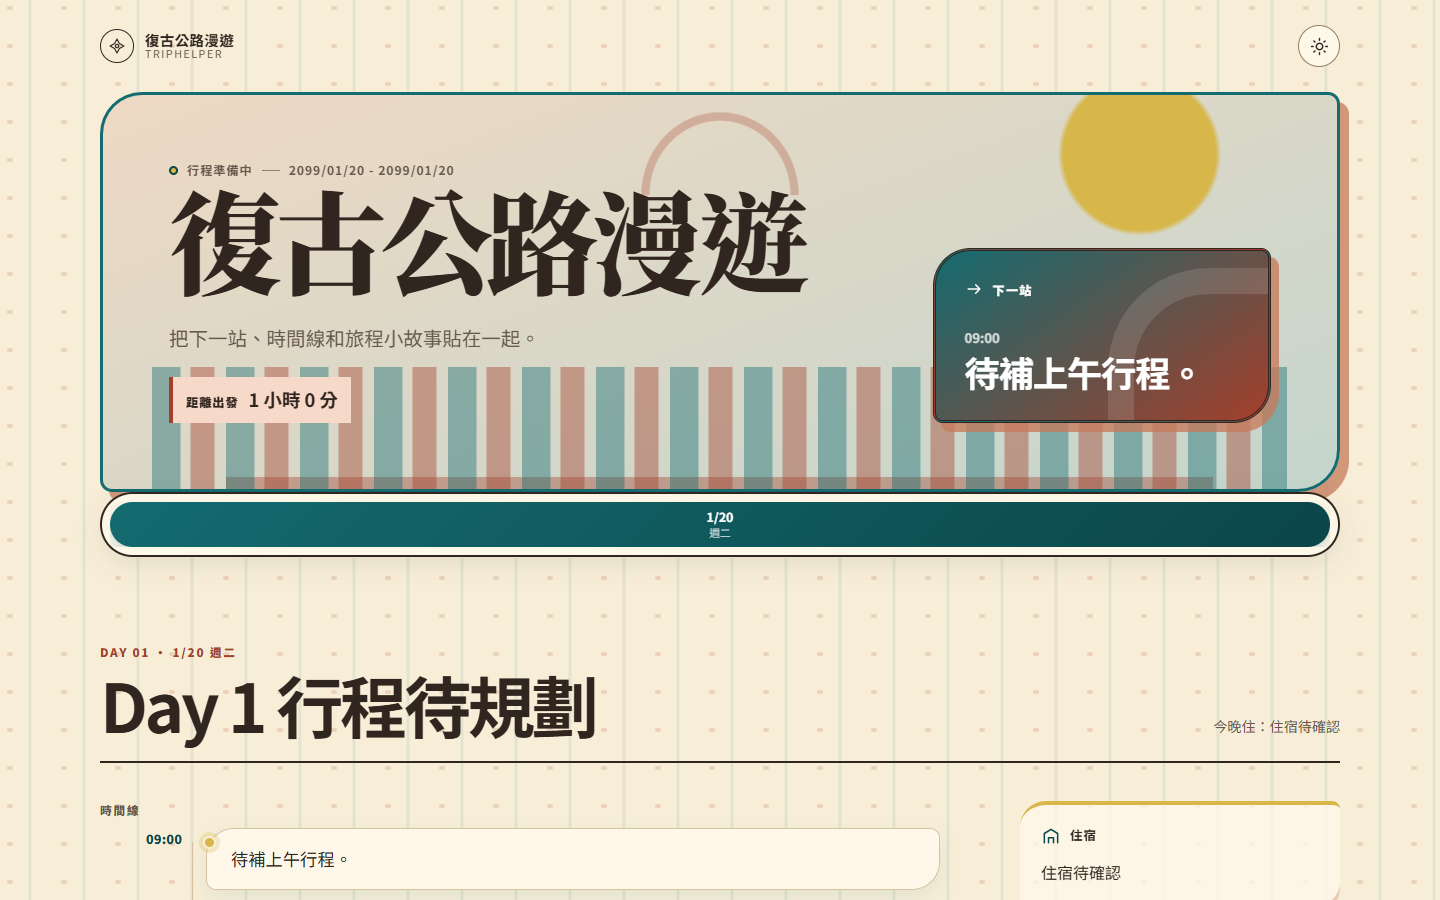 復古公路漫遊
TRIPHELPER
行程準備中 — 2099/01/20 - 2099/01/20
復古公路漫遊
把下一站、時間線和旅程小故事貼在一起。
距離出發 1 小時 0 分
下一站
09:00
待補上午行程。
1/20
週二
DAY 01 · 1/20 週二
Day 1 行程待規劃
今晚住：住宿待確認
時間線
09:00
待補上午行程。
住宿
住宿待確認